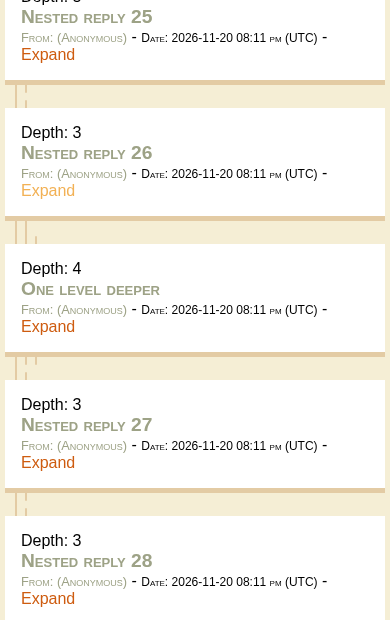 Depth: 3
Nested reply 25
From: (Anonymous) - Date: 2026-11-20 08:11 pm (UTC) -
Expand
Depth: 3
Nested reply 26
From: (Anonymous) - Date: 2026-11-20 08:11 pm (UTC) -
Expand
Depth: 4
One level deeper
From: (Anonymous) - Date: 2026-11-20 08:11 pm (UTC) -
Expand
Depth: 3
Nested reply 27
From: (Anonymous) - Date: 2026-11-20 08:11 pm (UTC) -
Expand
Depth: 3
Nested reply 28
From: (Anonymous) - Date: 2026-11-20 08:11 pm (UTC) -
Expand